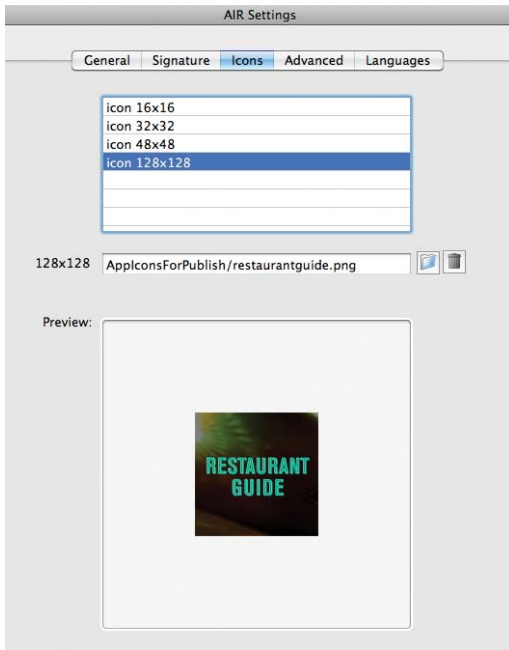 AIR Settings
General Signature Icons Advanced Languages
icon 16x16
icon 32x32
icon 48x48
icon 128x128
128x128 AppIconsForPublish/restaurantguide.png
Preview:
RESTAURANT
GUIDE